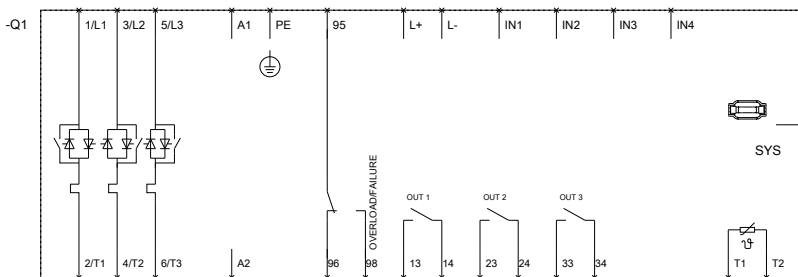 -Q1 1/L1 3/L2 5/L3 A1 PE 95 L+ L- IN1 IN2 IN3 IN4
SYS
OVERLOAD/FAILURE
OUT 1 OUT 2 OUT 3
2/T1 4/T2 6/T3 A2 96 98 13 14 23 24 33 34 T1 T2
ϑ